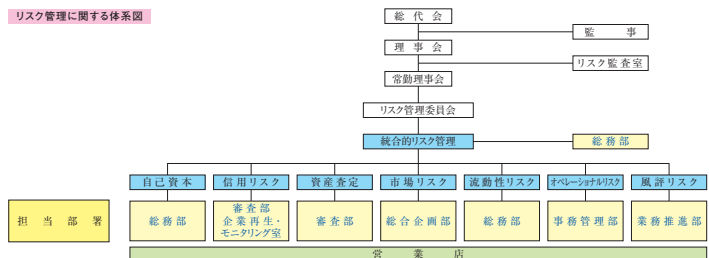 リスク管理に関する体系図
総代会
監事
理事会
リスク監査室
常勤理事会
リスク管理委員会
統合的リスク管理
総務部
自己資本
信用リスク
資産査定
市場リスク
流動性リスク
オペレーショナルリスク
風評リスク
担当部署
総務部
審査部
企業再生・
モニタリング室
審査部
総合企画部
総務部
事務管理部
業務推進部
営業店